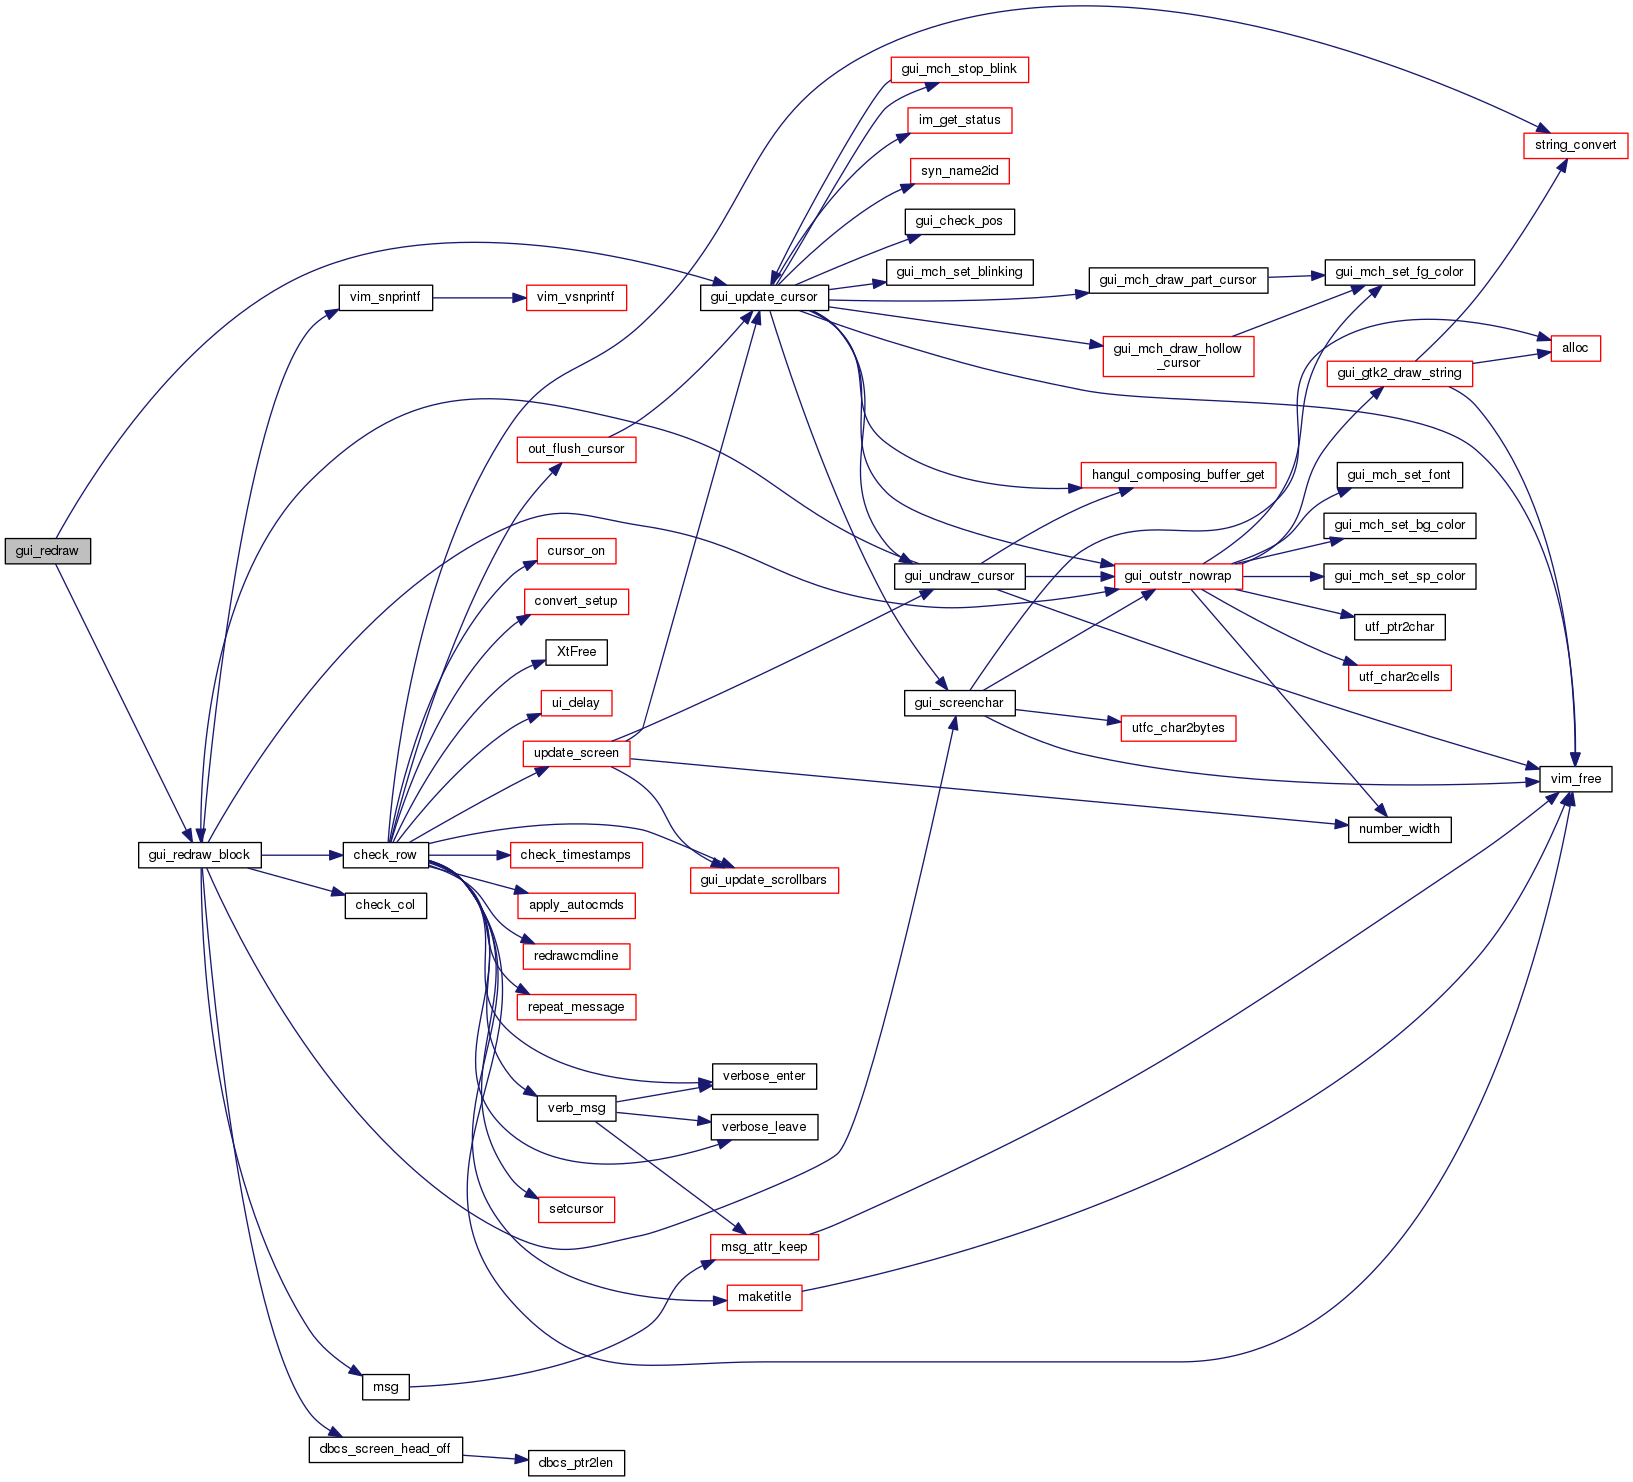 gui_mch_stop_blink
im_get_status
string_convert
syn_name2id
gui_check_pos
gui_mch_set_blinking
gui_mch_draw_part_cursor
gui_mch_set_fg_color
vim_snprintf
vim_vsnprintf
gui_update_cursor
gui_mch_draw_hollow
_cursor
alloc
gui_gtk2_draw_string
out_flush_cursor
hangul_composing_buffer_get
gui_mch_set_font
gui_mch_set_bg_color
gui_redraw
cursor_on
gui_undraw_cursor
gui_outstr_nowrap
gui_mch_set_sp_color
convert_setup
utf_ptr2char
XtFree
utf_char2cells
ui_delay
gui_screenchar
utfc_char2bytes
update_screen
vim_free
number_width
gui_redraw_block
check_row
check_timestamps
gui_update_scrollbars
check_col
apply_autocmds
redrawcmdline
repeat_message
verbose_enter
verb_msg
verbose_leave
setcursor
msg_attr_keep
maketitle
msg
dbcs_screen_head_off
dbcs_ptr2len